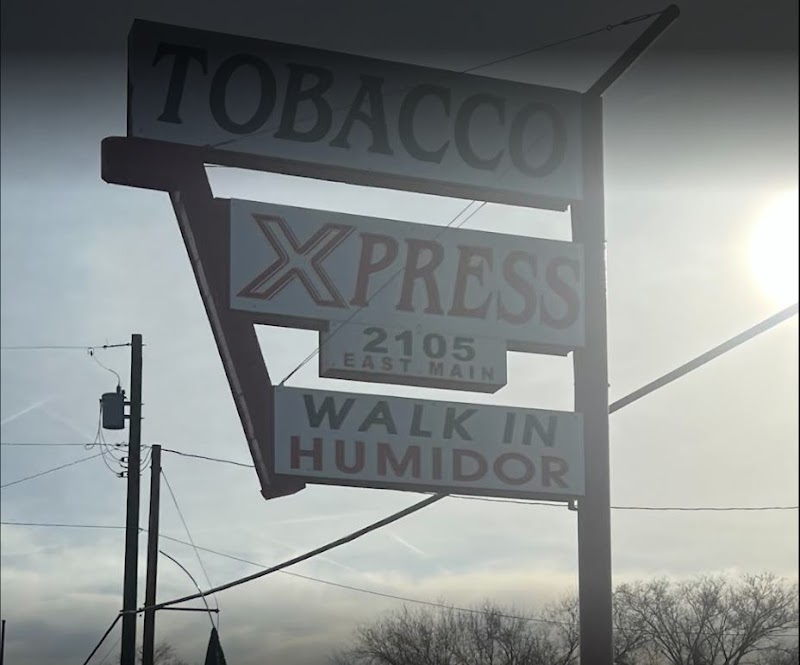 TOBACCO
XPRESS
2105
EAST MAIN
WALK IN
HUMIDOR